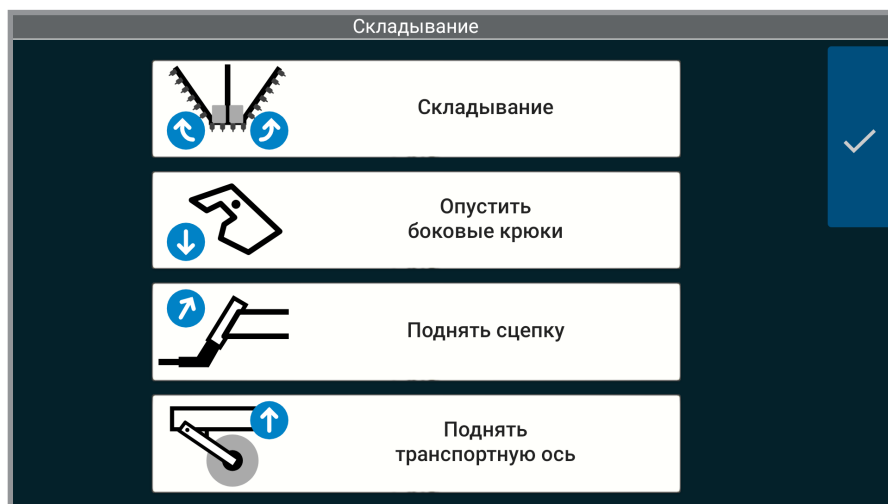 Складывание
Складывание
Опустить
боковые крюки
Поднять сцепку
Поднять
транспортную ось